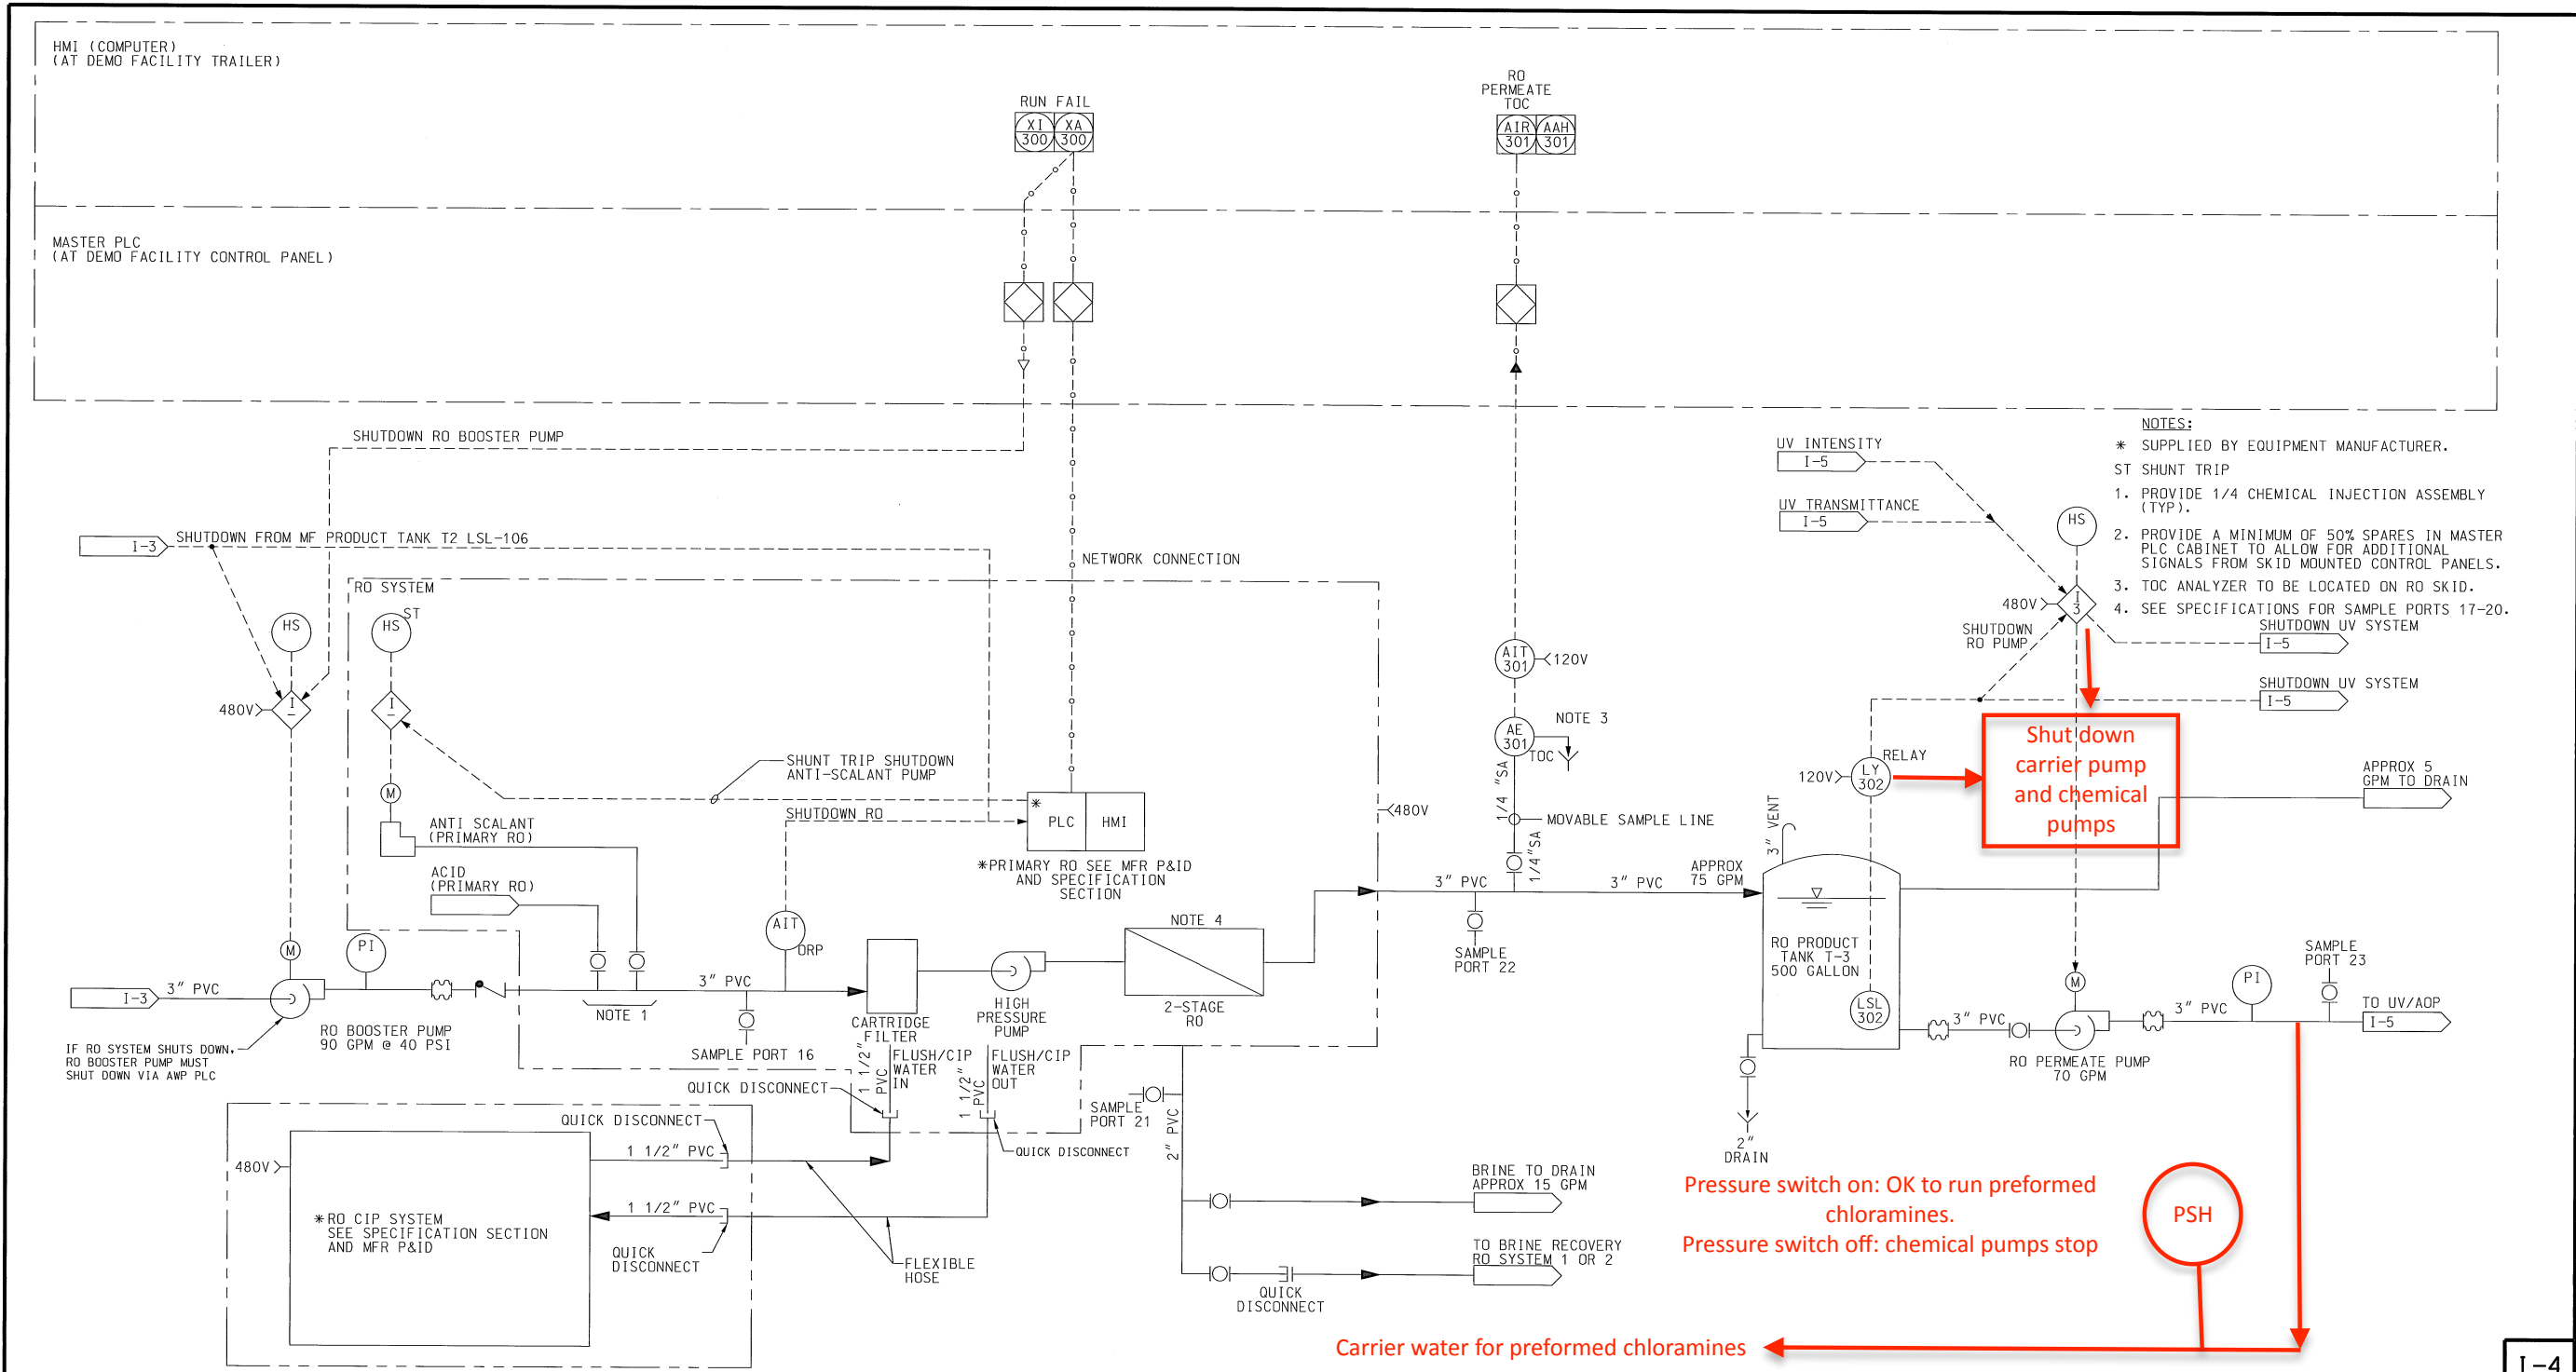 HMI (COMPUTER)
(AT DEMO FACILITY TRAILER)
RUN FAIL
XI
300
XA
300
RO
PERMEATE
TOC
AIR
301
AAH
301
MASTER PLC
(AT DEMO FACILITY CONTROL PANEL)
SHUTDOWN RO BOOSTER PUMP
I-3
SHUTDOWN FROM MF PRODUCT TANK T2 LSL-106
NETWORK CONNECTION
RO SYSTEM
HS
HS
ST
480V
I
I
SHUNT TRIP SHUTDOWN
ANTI-SCALANT PUMP
M
ANTI SCALANT
(PRIMARY RO)
ACID
(PRIMARY RO)
SHUTDOWN RO
*
PLC
HMI
*PRIMARY RO SEE MFR P&ID
AND SPECIFICATION
SECTION
480V
AIT
ORP
M
PI
I-3
3" PVC
RO BOOSTER PUMP
90 GPM @ 40 PSI
IF RO SYSTEM SHUTS DOWN,
RO BOOSTER PUMP MUST
SHUT DOWN VIA AWP PLC
NOTE 1
3" PVC
SAMPLE PORT 16
CARTRIDGE
FILTER
HIGH
PRESSURE
PUMP
NOTE 4
2-STAGE
RO
FLUSH/CIP
WATER
IN
1 1/2"
PVC
FLUSH/CIP
WATER
OUT
1 1/2"
PVC
QUICK DISCONNECT
QUICK DISCONNECT
QUICK DISCONNECT
480V
1 1/2" PVC
1 1/2" PVC
QUICK
DISCONNECT
*RO CIP SYSTEM
SEE SPECIFICATION SECTION
AND MFR P&ID
FLEXIBLE
HOSE
SAMPLE
PORT 21
2" PVC
BRINE TO DRAIN
APPROX 15 GPM
TO BRINE RECOVERY
RO SYSTEM 1 OR 2
QUICK
DISCONNECT
AIT
301
120V
AE
301
NOTE 3
TOC
1/4 "SA
MOVABLE SAMPLE LINE
1/4"SA
3" PVC
3" PVC
APPROX
75 GPM
SAMPLE
PORT 22
3" VENT
RO PRODUCT
TANK T-3
500 GALLON
LSL
302
2"
DRAIN
120V
LY
302
RELAY
UV INTENSITY
I-5
UV TRANSMITTANCE
I-5
HS
480V
I
3
SHUTDOWN
RO PUMP
NOTES:
* SUPPLIED BY EQUIPMENT MANUFACTURER.
ST SHUNT TRIP
1. PROVIDE 1/4 CHEMICAL INJECTION ASSEMBLY
(TYP).
2. PROVIDE A MINIMUM OF 50% SPARES IN MASTER
PLC CABINET TO ALLOW FOR ADDITIONAL
SIGNALS FROM SKID MOUNTED CONTROL PANELS.
3. TOC ANALYZER TO BE LOCATED ON RO SKID.
4. SEE SPECIFICATIONS FOR SAMPLE PORTS 17-20.
SHUTDOWN UV SYSTEM
I-5
SHUTDOWN UV SYSTEM
I-5
Shut down
carrier pump
and chemical
pumps
APPROX 5
GPM TO DRAIN
3" PVC
M
RO PERMEATE PUMP
70 GPM
3" PVC
PI
SAMPLE
PORT 23
TO UV/AOP
I-5
Pressure switch on: OK to run preformed
chloramines.
Pressure switch off: chemical pumps stop
PSH
Carrier water for preformed chloramines
I-4